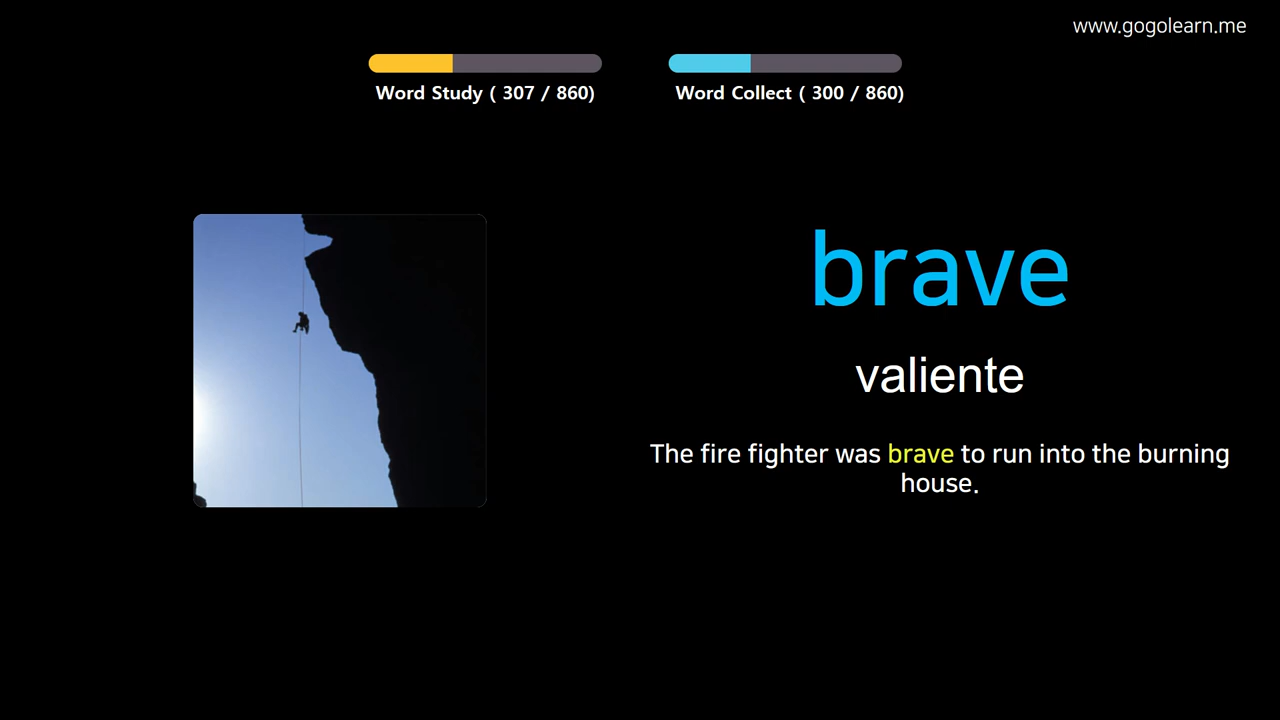 www.gogolearn.me
Word Study ( 307 / 860)
Word Collect ( 300 / 860)
brave
valiente
The fire fighter was brave to run into the burning
house.